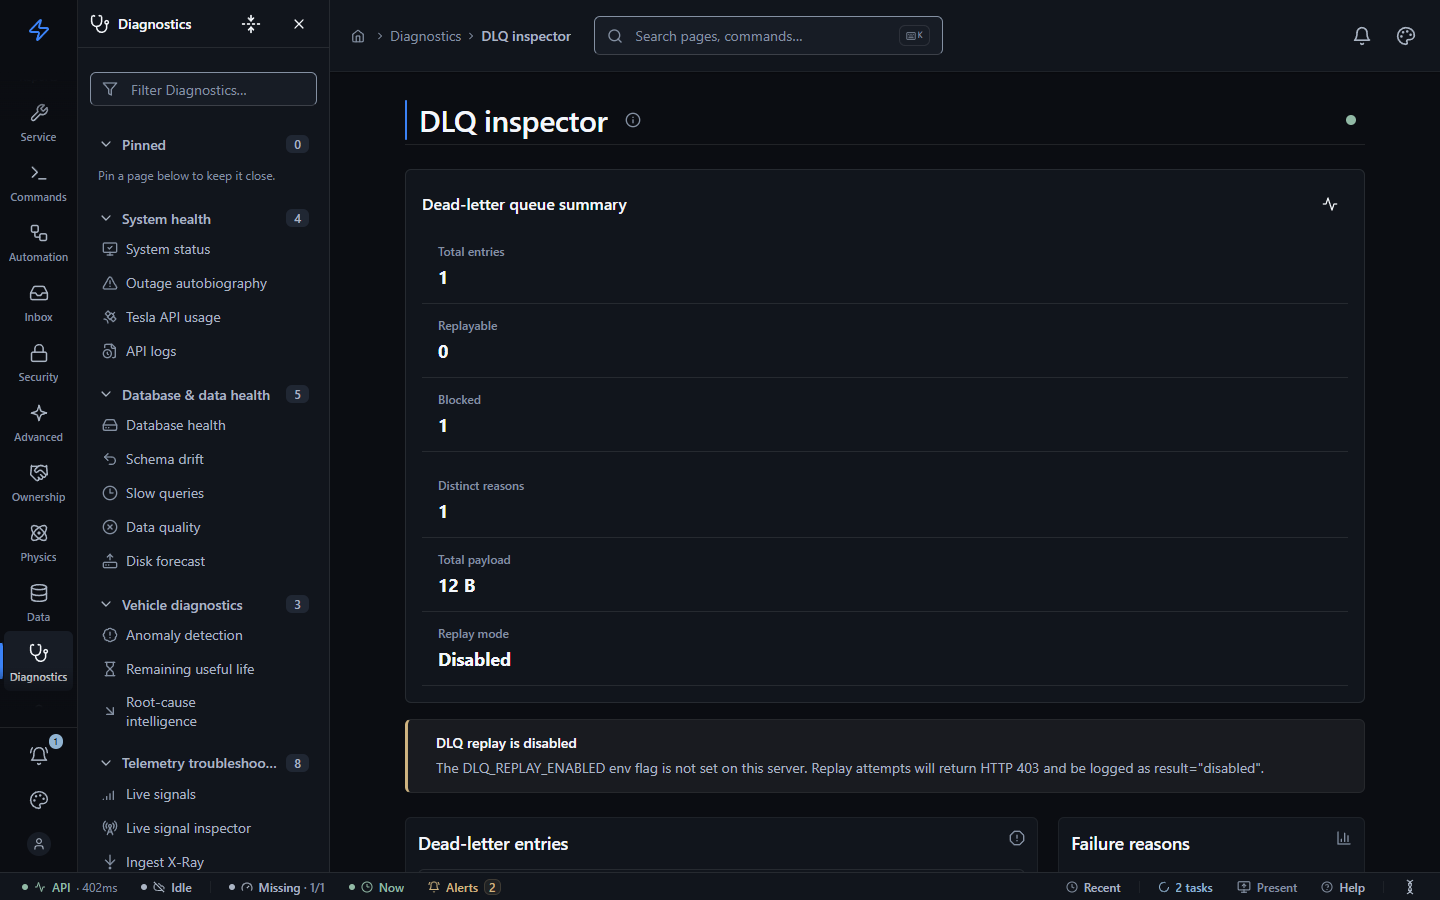 Diagnostics
Diagnostics
DLQ inspector
Search pages, commands...
K
Service
Commands
Automation
Inbox
Security
Advanced
Ownership
Physics
Data
Diagnostics
1
Filter Diagnostics...
Pinned
0
Pin a page below to keep it close.
System health
4
System status
Outage autobiography
Tesla API usage
API logs
Database & data health
5
Database health
Schema drift
Slow queries
Data quality
Disk forecast
Vehicle diagnostics
3
Anomaly detection
Remaining useful life
Root-cause
intelligence
Telemetry troubleshoo...
8
Live signals
Live signal inspector
Ingest X-Ray
DLQ inspector
Dead-letter queue summary
Total entries
1
Replayable
0
Blocked
1
Distinct reasons
1
Total payload
12 B
Replay mode
Disabled
DLQ replay is disabled
The DLQ_REPLAY_ENABLED env flag is not set on this server. Replay attempts will return HTTP 403 and be logged as result="disabled".
Dead-letter entries
Failure reasons
API · 402ms
Idle
Missing · 1/1
Now
Alerts 2
Recent
2 tasks
Present
Help